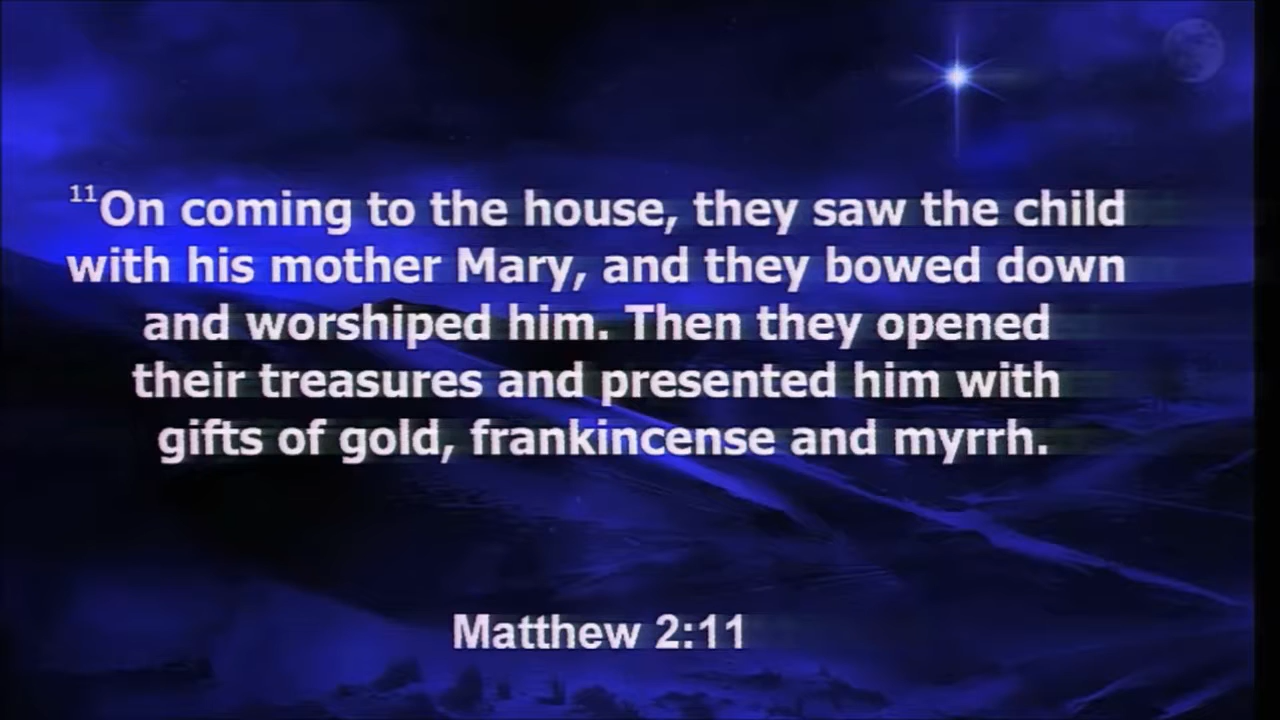 11On coming to the house, they saw the child
with his mother Mary, and they bowed down
and worshiped him. Then they opened
their treasures and presented him with
gifts of gold, frankincense and myrrh.
Matthew 2:11